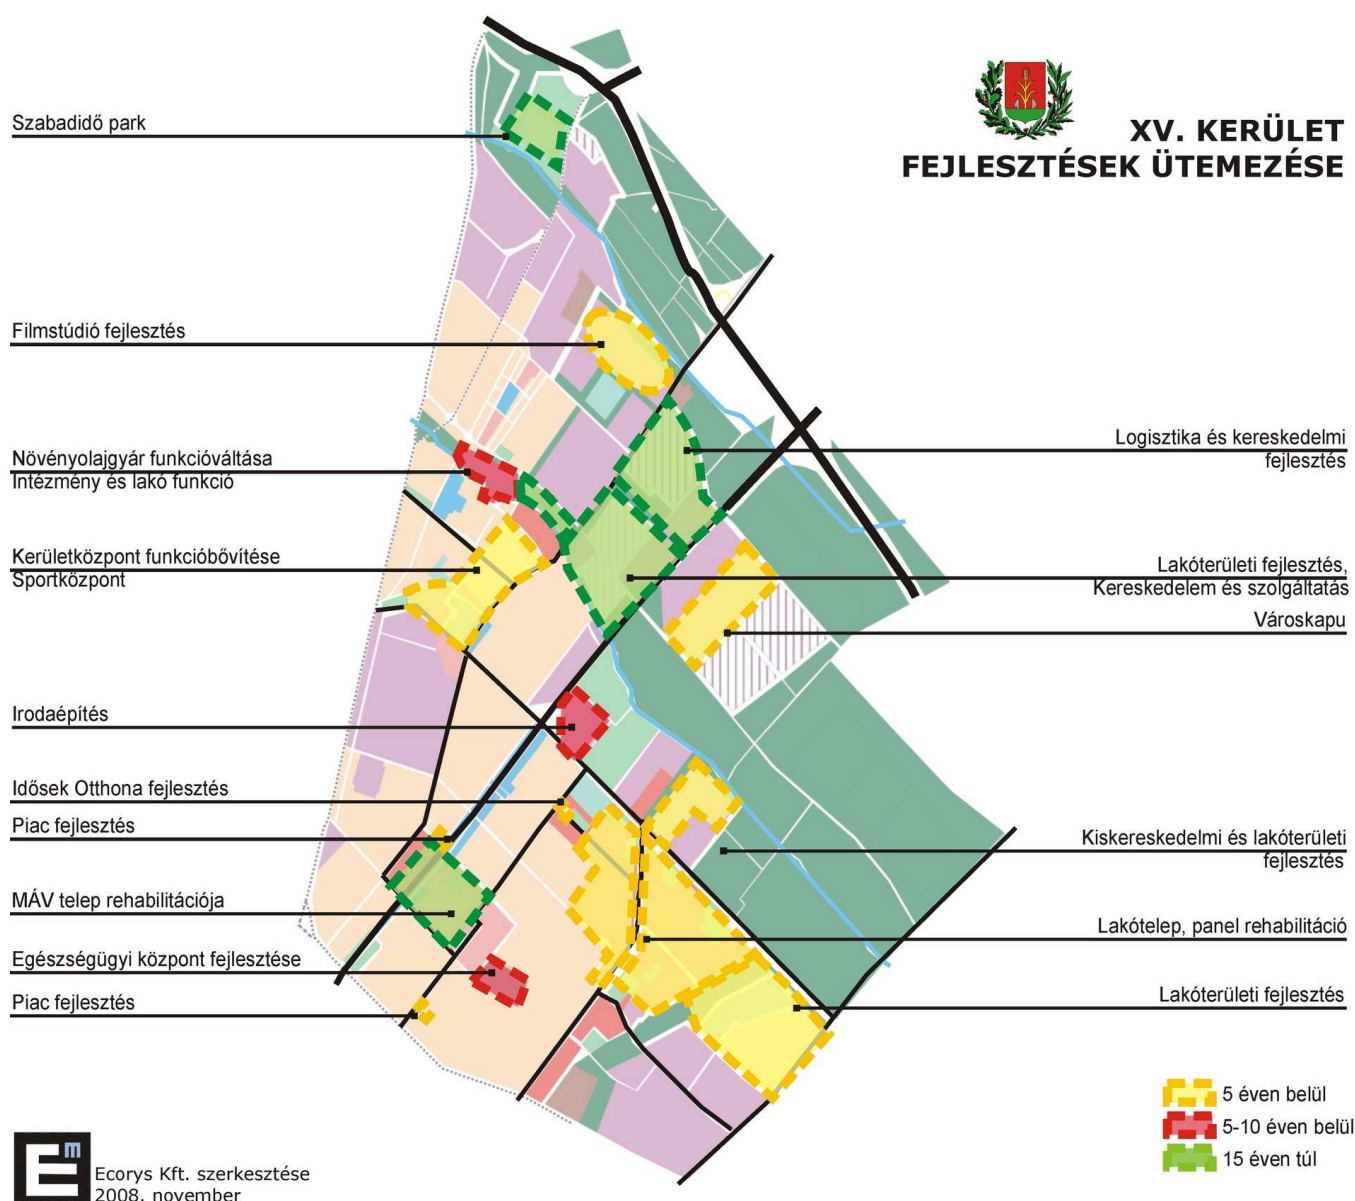 XV. KERÜLET
FEJLESZTÉSEK ÜTEMEZÉSE
Szabadidő park
Filmstúdió fejlesztés
Növényolajgyár funkcióváltása
Intézmény és lakó funkció
Kerületközpont funkcióbővítése
Sportközpont
Irodaépítés
Idősek Otthona fejlesztés
Piac fejlesztés
MÁV telep rehabilitációja
Egészségügyi központ fejlesztése
Piac fejlesztés
Logisztika és kereskedelmi
fejlesztés
Lakóterületi fejlesztés,
Kereskedelem és szolgáltatás
Városkapu
Kiskereskedelmi és lakóterületi
fejlesztés
Lakótelep, panel rehabilitáció
Lakóterületi fejlesztés
5 éven belül
5-10 éven belül
15 éven túl
Em
Ecorys Kft. szerkesztése
2008. november